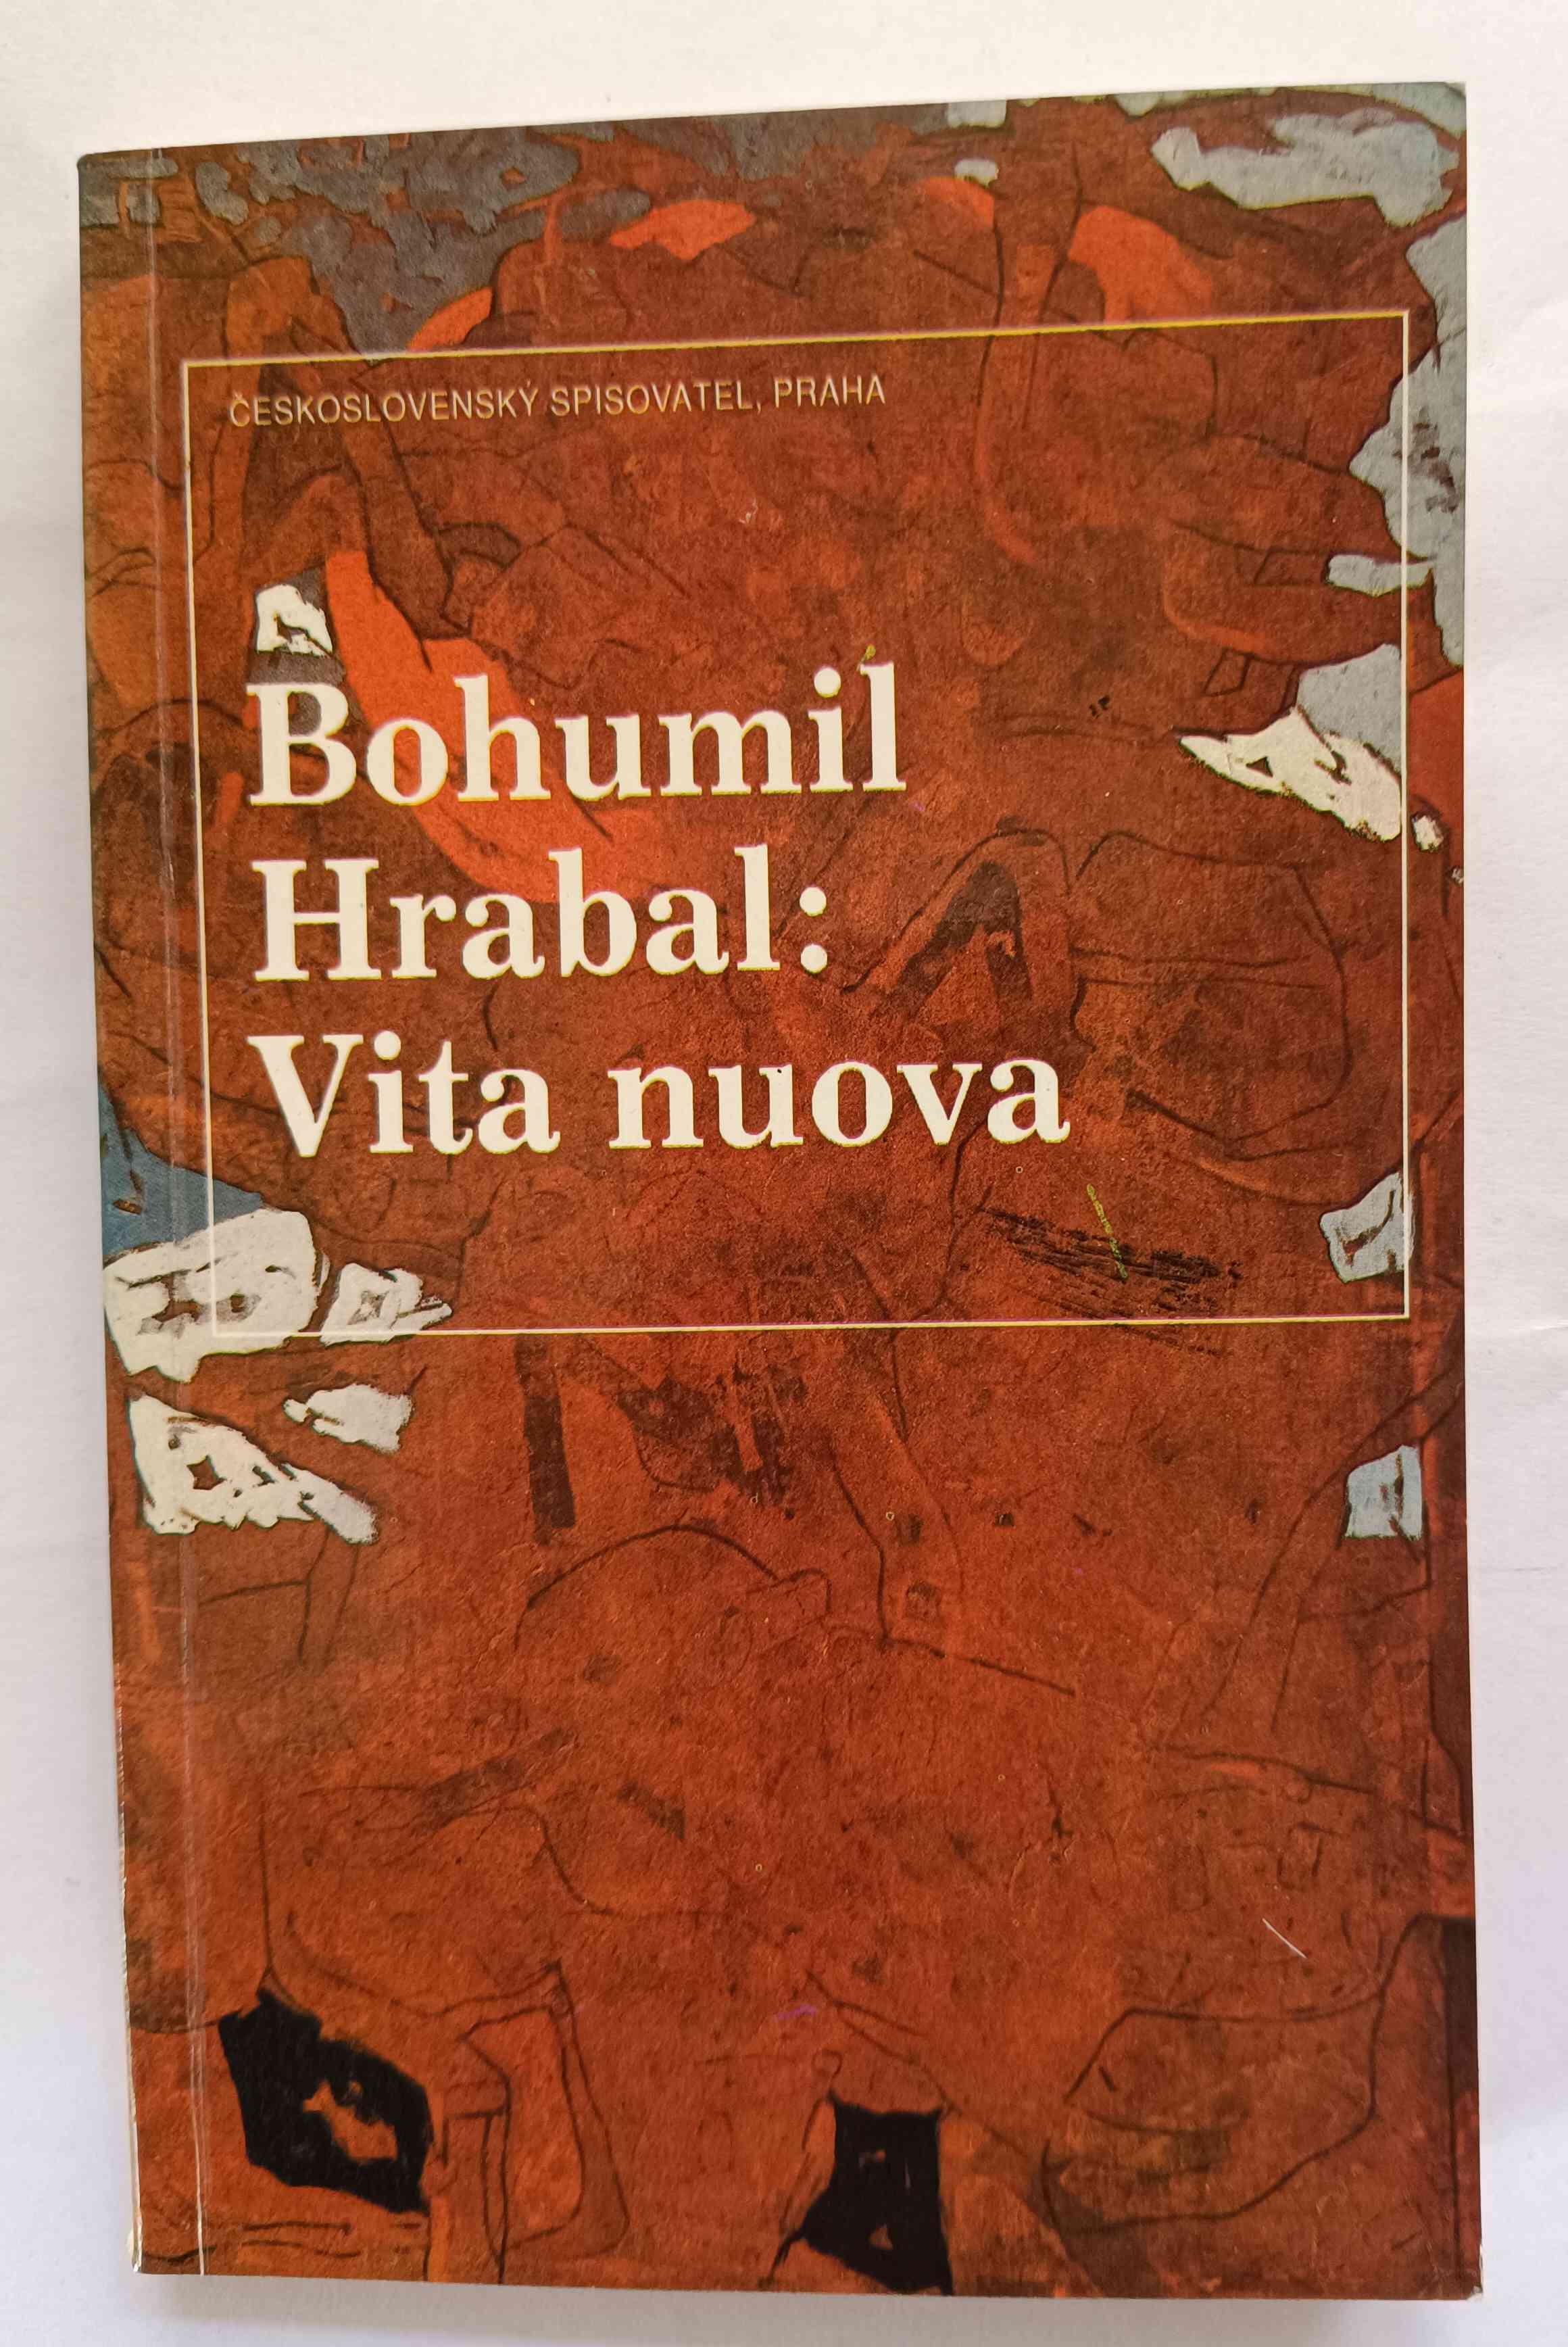 ČESKOSLOVENSKÝ SPISOVATEL, PRAHA
Bohumil
Hrabal:
Vita nuova